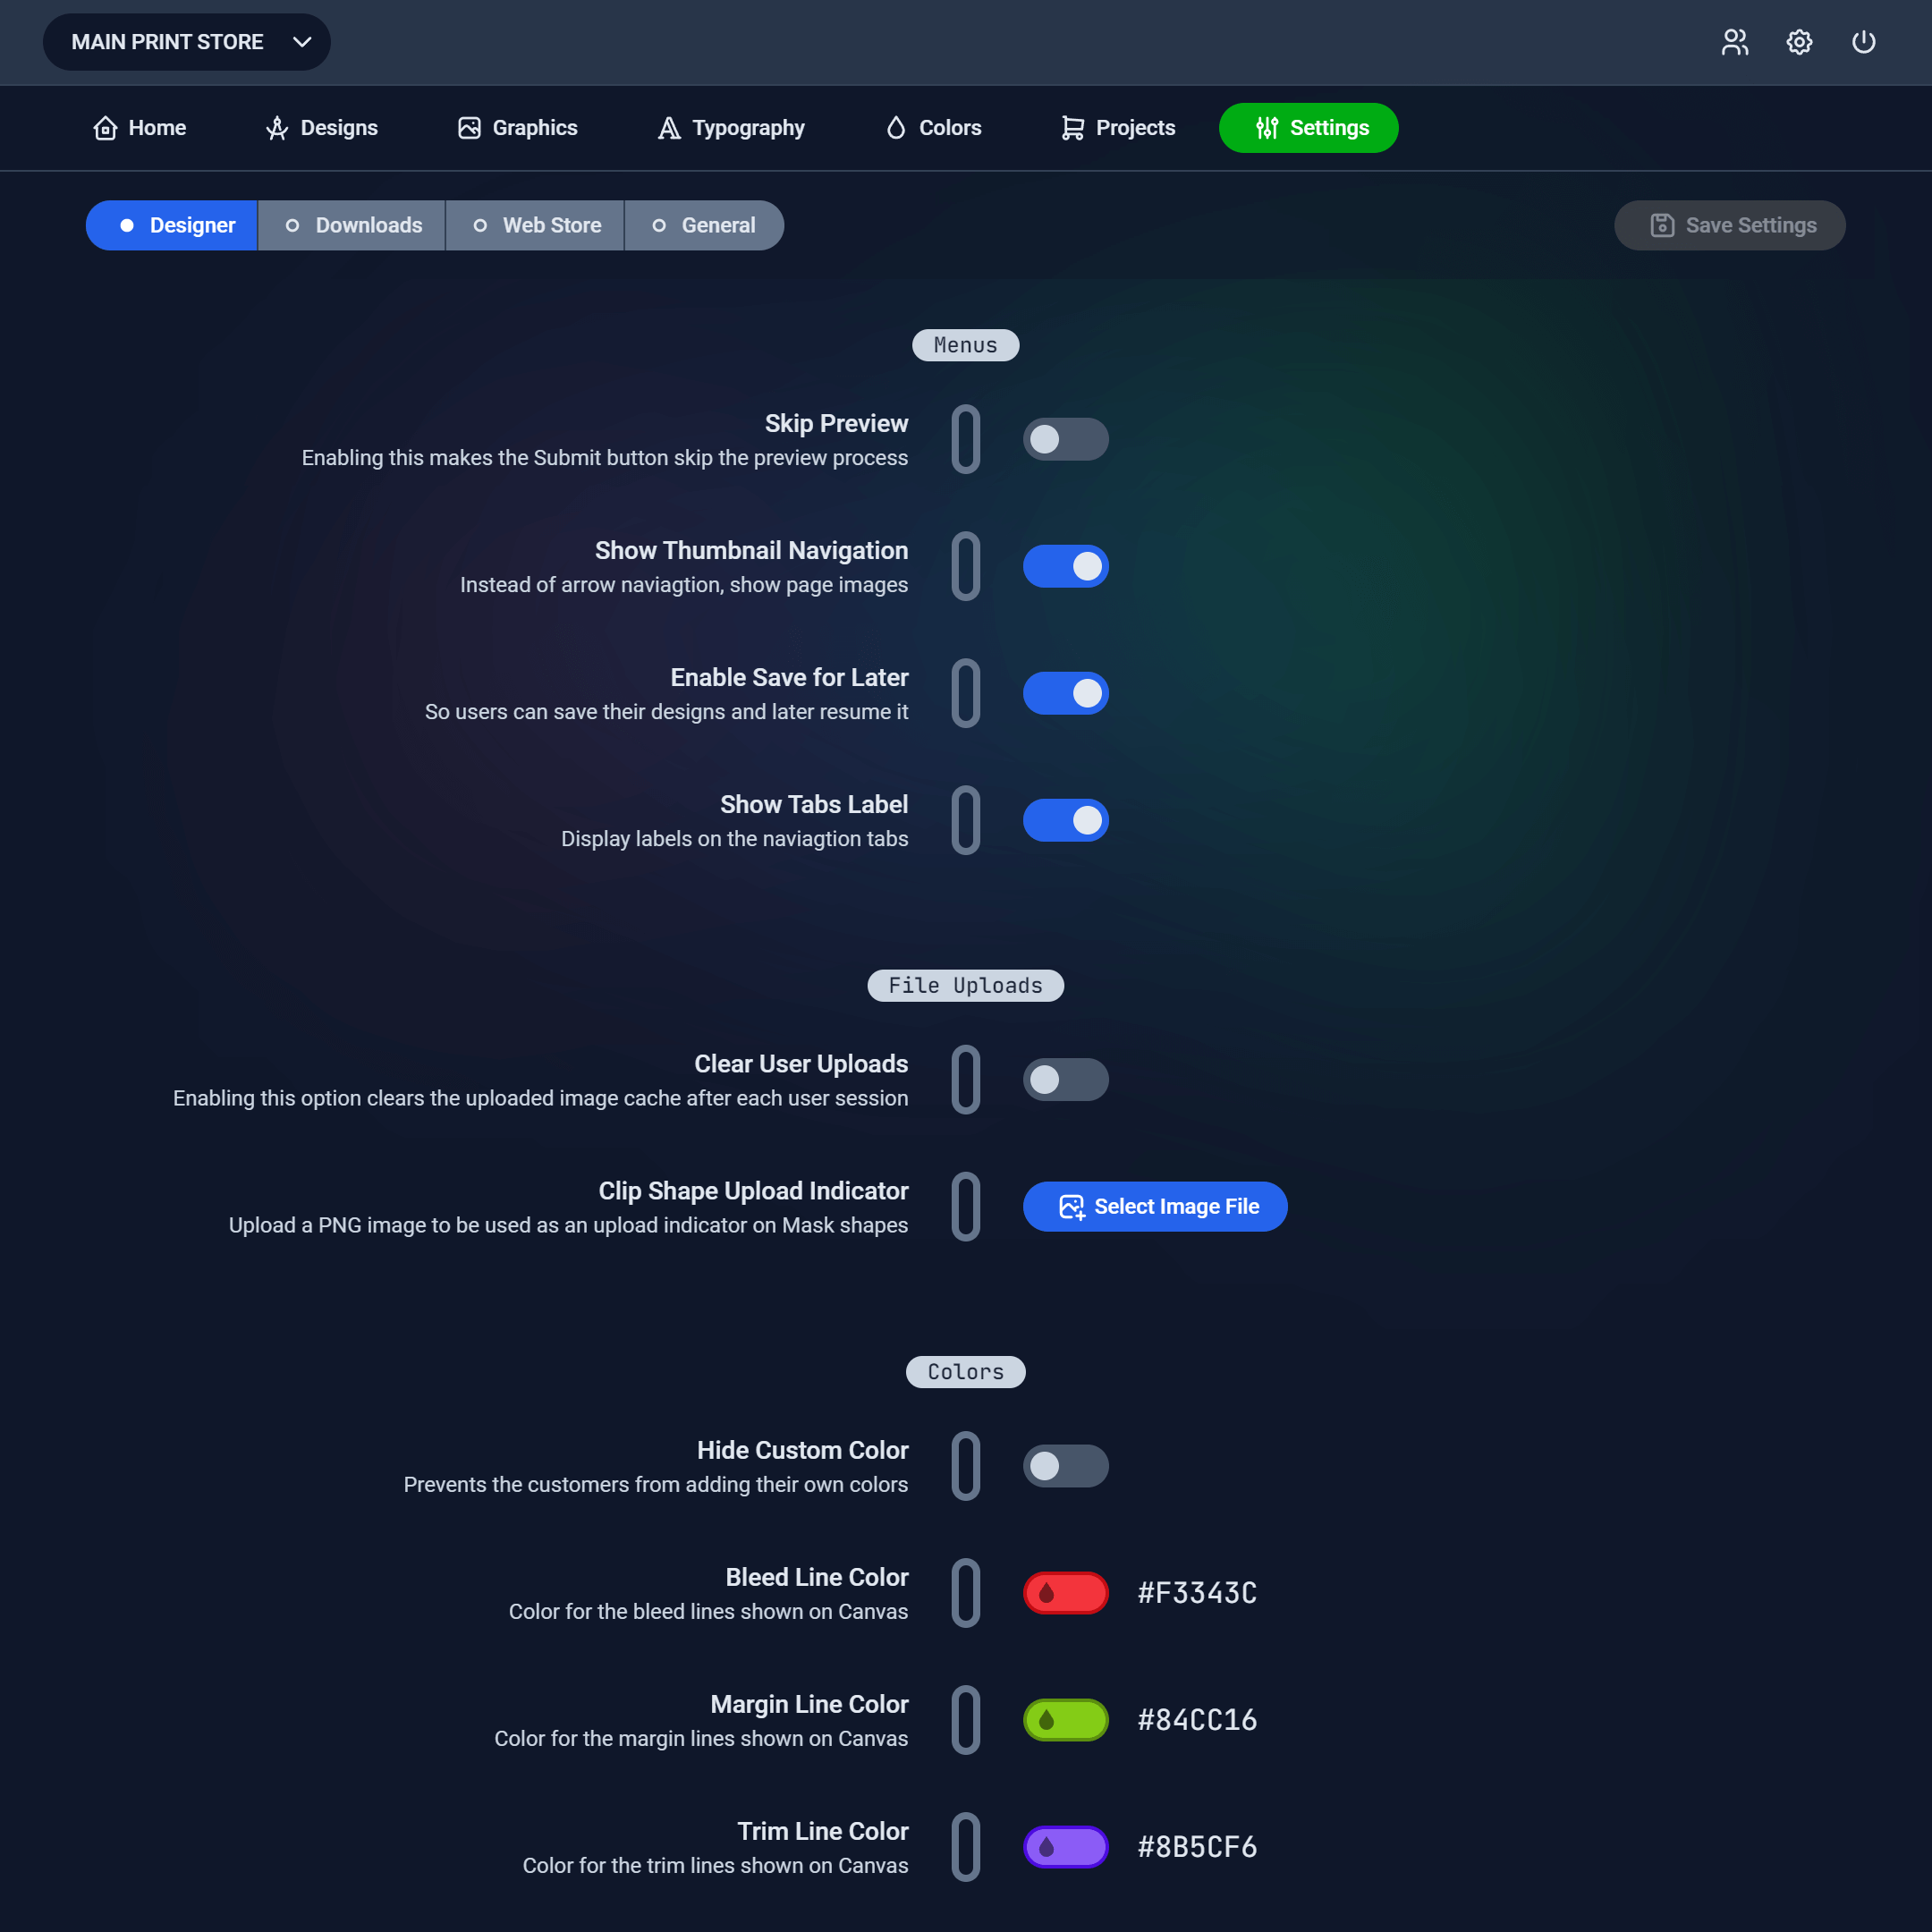 MAIN PRINT STORE
Home Designs Graphics Typography Colors Projects Settings
Designer Downloads Web Store General Save Settings
Menus
Skip Preview
Enabling this makes the Submit button skip the preview process
Show Thumbnail Navigation
Instead of arrow naviagtion, show page images
Enable Save for Later
So users can save their designs and later resume it
Show Tabs Label
Display labels on the naviagtion tabs
File Uploads
Clear User Uploads
Enabling this option clears the uploaded image cache after each user session
Clip Shape Upload Indicator
Upload a PNG image to be used as an upload indicator on Mask shapes
Select Image File
Colors
Hide Custom Color
Prevents the customers from adding their own colors
Bleed Line Color
Color for the bleed lines shown on Canvas
#F3343C
Margin Line Color
Color for the margin lines shown on Canvas
#84CC16
Trim Line Color
Color for the trim lines shown on Canvas
#8B5CF6